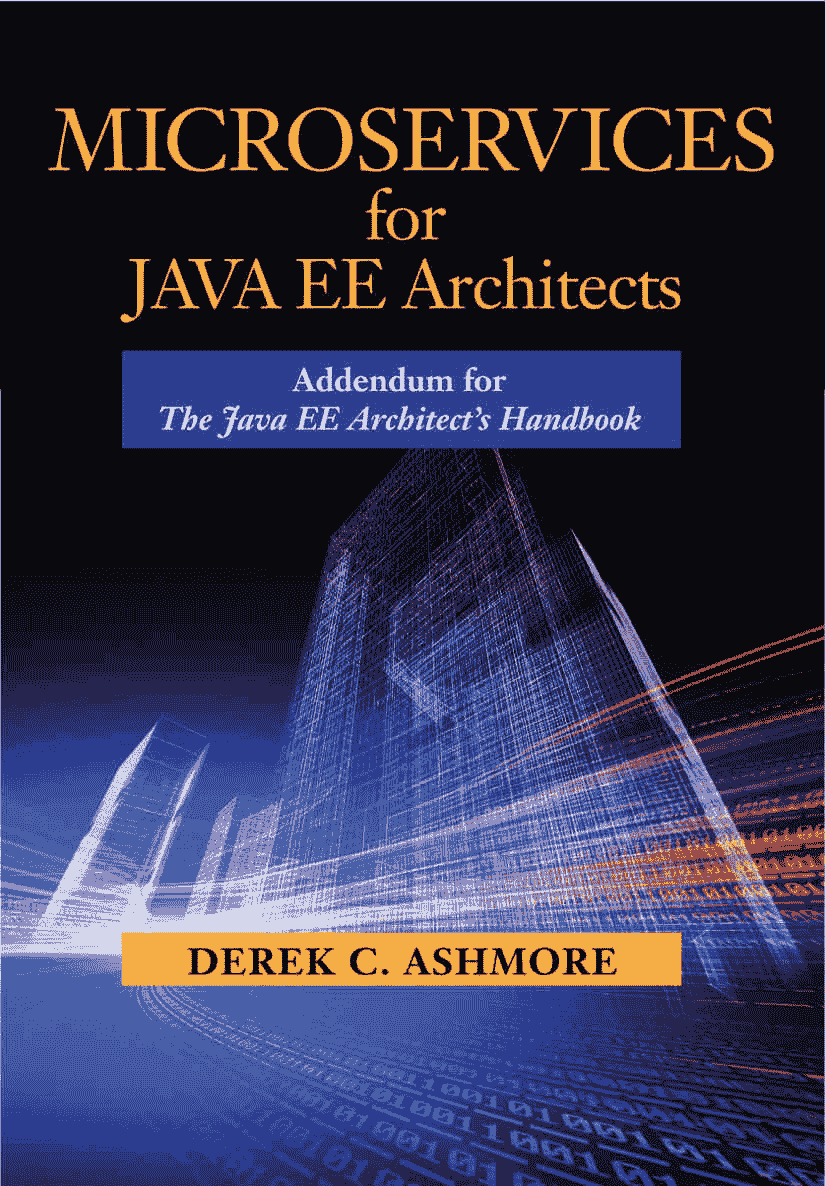 MICROSERVICES
for
JAVA EE Architects
Addendum for
The Java EE Architect's Handbook
DEREK C. ASHMORE